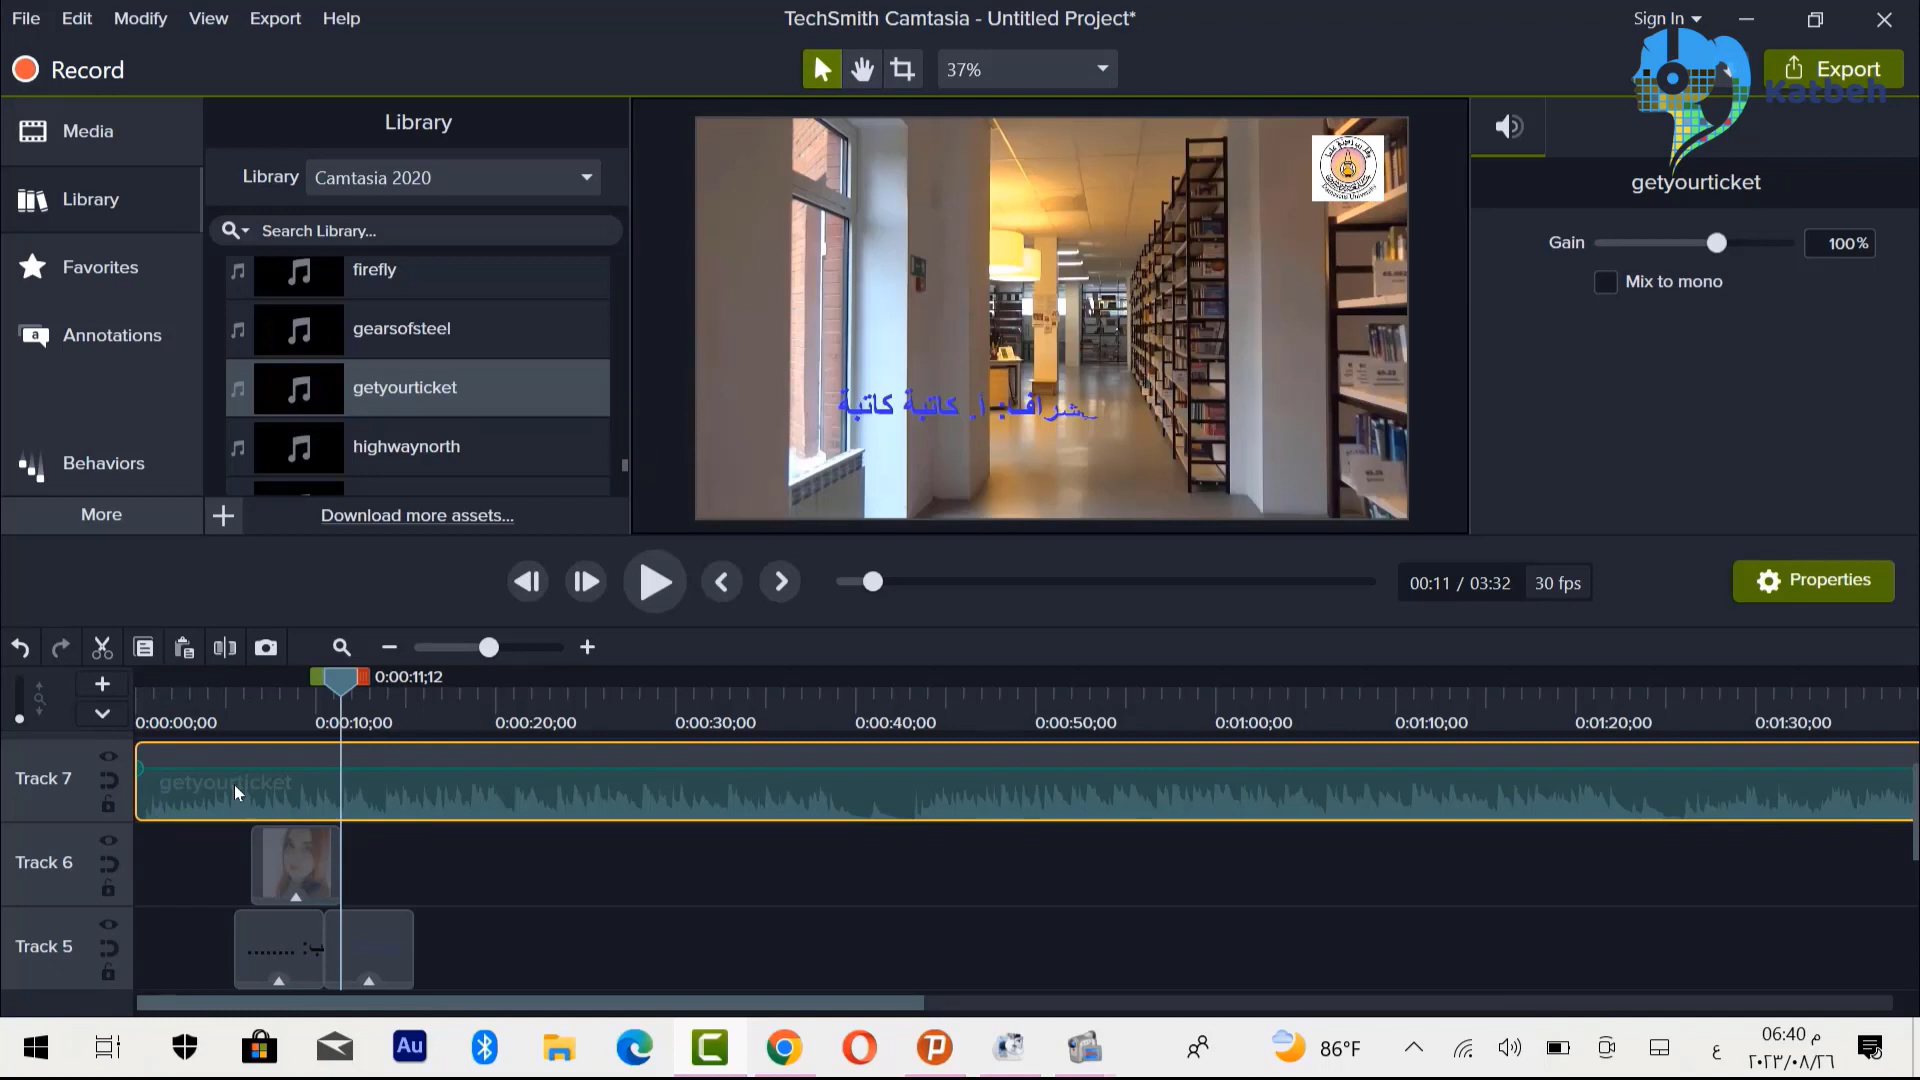 File Edit Modify View Export Help
TechSmith Camtasia - Untitled Project*
Sign In
Record
37%
Export
Katbeh
Media
Library
Favorites
Annotations
Behaviors
More
Library
Library Camtasia 2020
Search Library...
firefly
gearsofsteel
getyourticket
highwaynorth
Download more assets...
شراف: أ. كاتبة كاتبة
getyourticket
Gain 100%
Mix to mono
00:11 / 03:32 30 fps
Properties
0:00:11;12
0:00:00;00 0:00:10;00 0:00:20;00 0:00:30;00 0:00:40;00 0:00:50;00 0:01:00;00 0:01:10;00 0:01:20;00 0:01:30;00
Track 7
getyourticket
Track 6
Track 5
ب: ........
Au
86°F
ع
06:40 م
٢٠٢٣/٠٨/٢٦